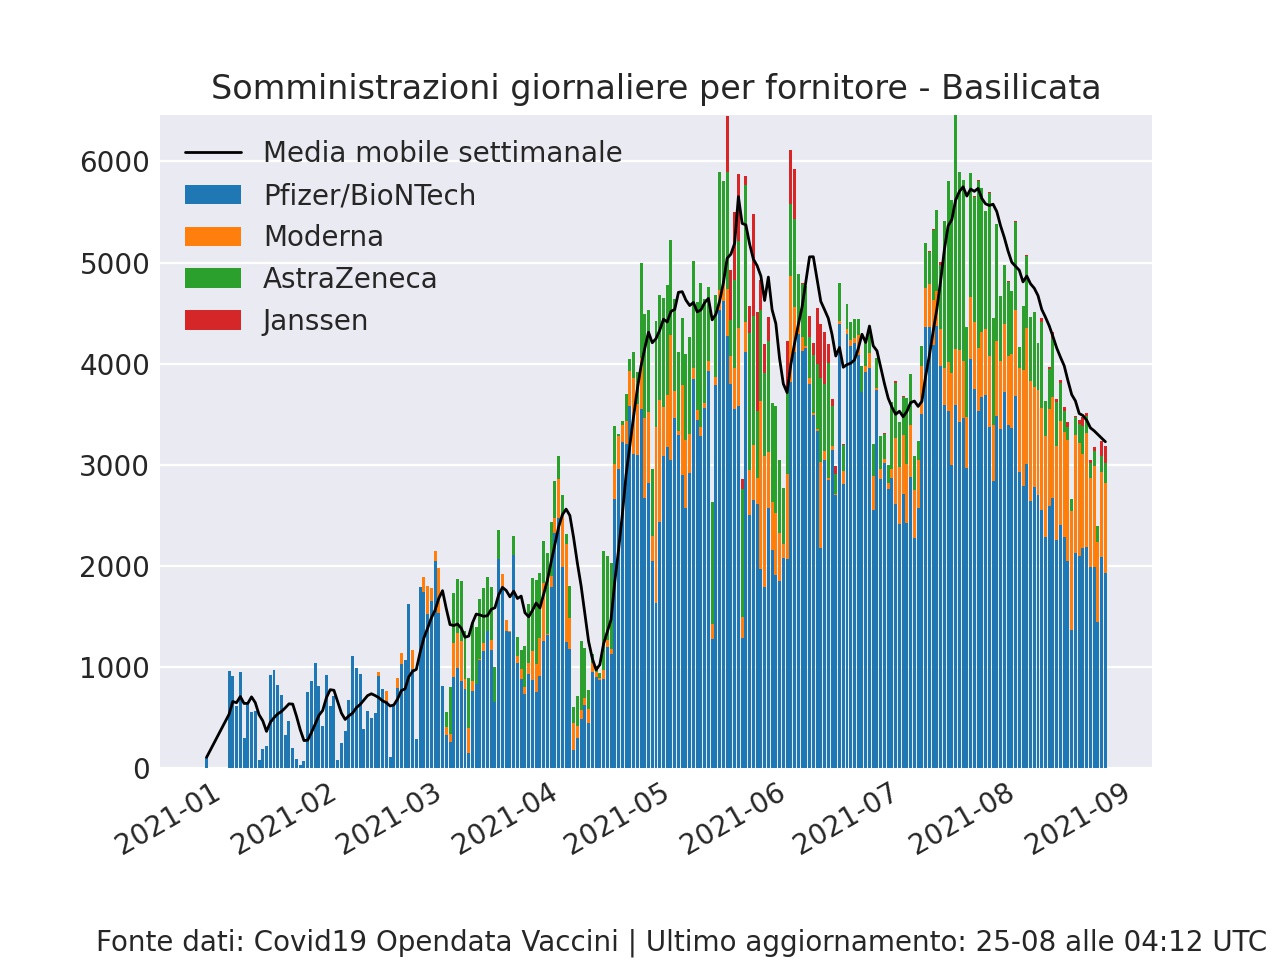 Somministrazioni giornaliere per fornitore - Basilicata
Media mobile settimanale
Pfizer/BioNTech
Moderna
AstraZeneca
Janssen
6000
5000
4000
3000
2000
1000
0
2021-01
2021-02
2021-03
2021-04
2021-05
2021-06
2021-07
2021-08
2021-09
Fonte dati: Covid19 Opendata Vaccini | Ultimo aggiornamento: 25-08 alle 04:12 UTC